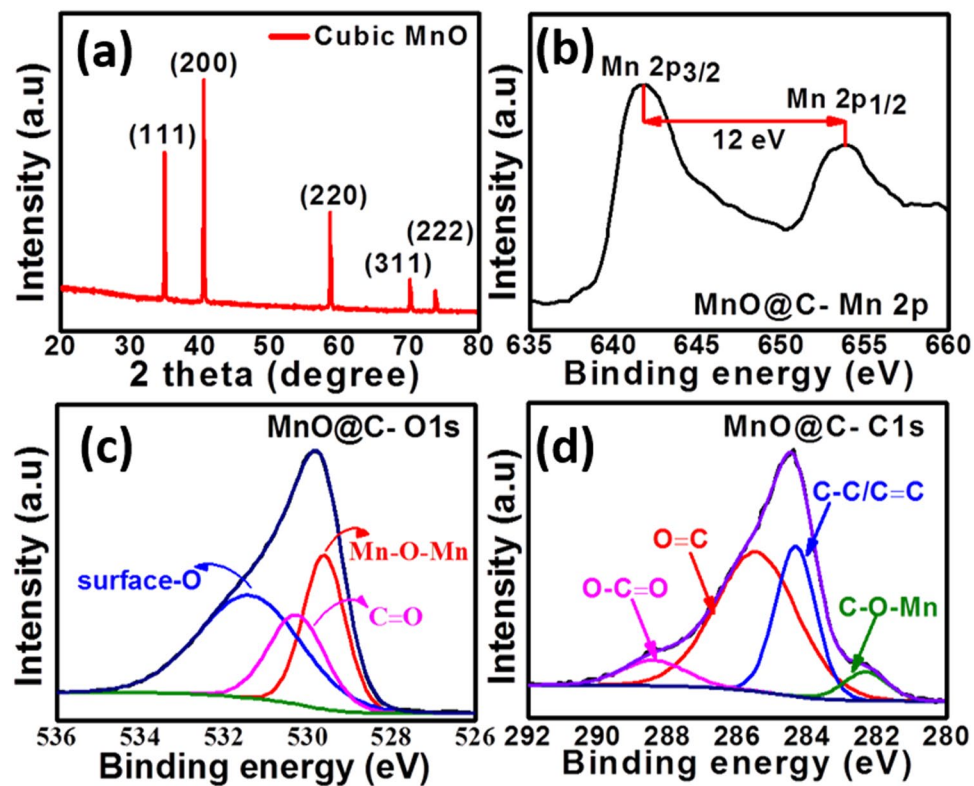 (a)
Cubic MnO
(200)
(111)
(220)
(311)
(222)
Intensity (a.u)
20 30 40 50 60 70 80
2 theta (degree)
(b)
Mn 2p3/2
Mn 2p1/2
12 eV
MnO@C- Mn 2p
Intensity (a.u)
635 640 645 650 655 660
Binding energy (eV)
(c)
MnO@C- O1s
Mn-O-Mn
surface-O
C=O
Intensity (a.u)
536 534 532 530 528 526
Binding energy (eV)
(d)
MnO@C- C1s
C-C/C=C
O=C
O-C=O
C-O-Mn
Intensity (a.u)
292 290 288 286 284 282 280
Binding energy (eV)